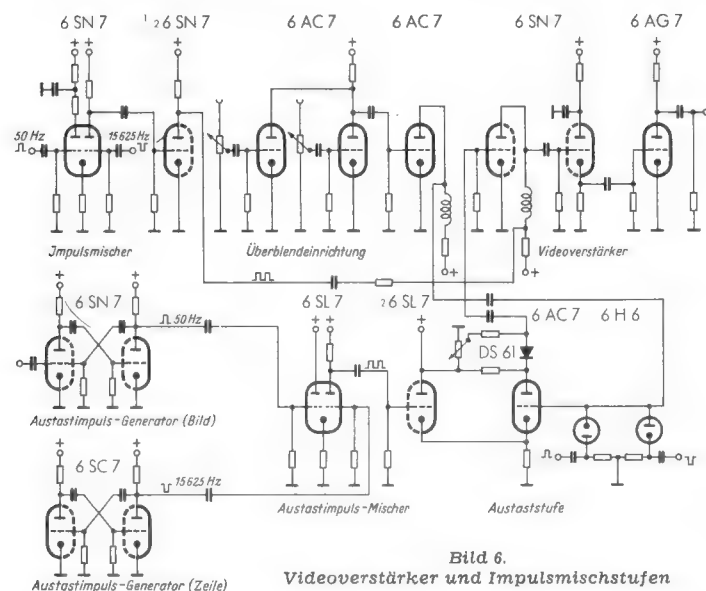 6 SN 7
½ 6 SN 7
6 AC 7
6 AC 7
6 SN 7
6 AG 7
50 Hz
15625 Hz
Impulsmischer
Überblendeinrichtung
Videoverstärker
6 SN 7
50 Hz
6 SL 7
½ 6 SL 7
6 AC 7
6 H 6
DS 61
Austastimpuls-Generator (Bild)
6 SC 7
15625 Hz
Austastimpuls-Mischer
Austaststufe
Austastimpuls-Generator (Zeile)
Bild 6.
Videoverstärker und Impulsmischstufen